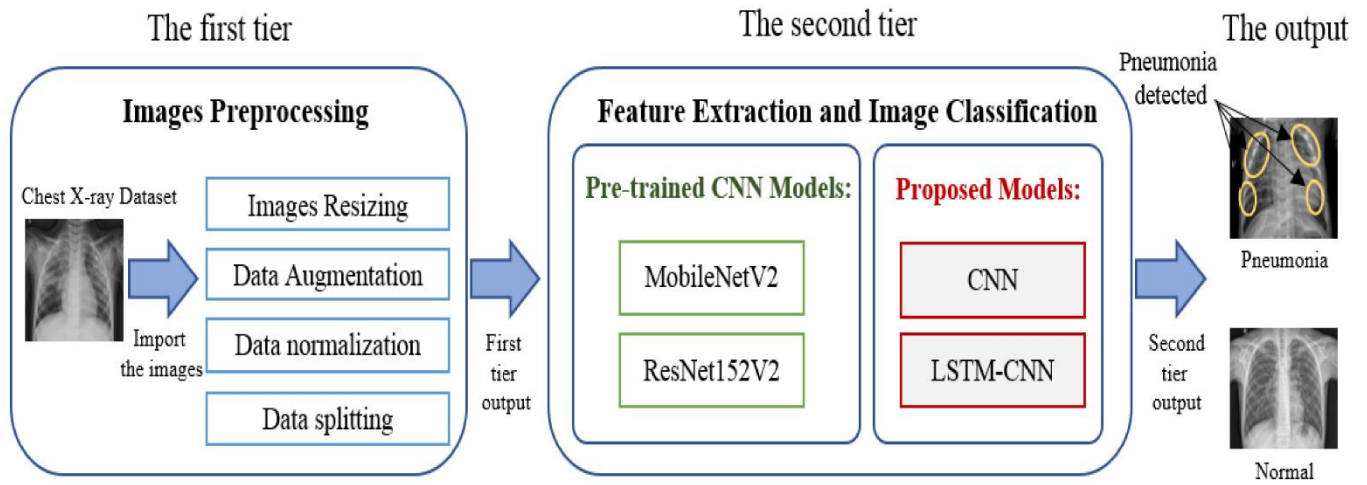 The first tier
The second tier
The output
Images Preprocessing
Chest X-ray Dataset
Import
the images
Images Resizing
Data Augmentation
Data normalization
Data splitting
First
tier
output
Feature Extraction and Image Classification
Pre-trained CNN Models:
MobileNetV2
ResNet152V2
Proposed Models:
CNN
LSTM-CNN
Second
tier
output
Pneumonia
detected
Pneumonia
Normal